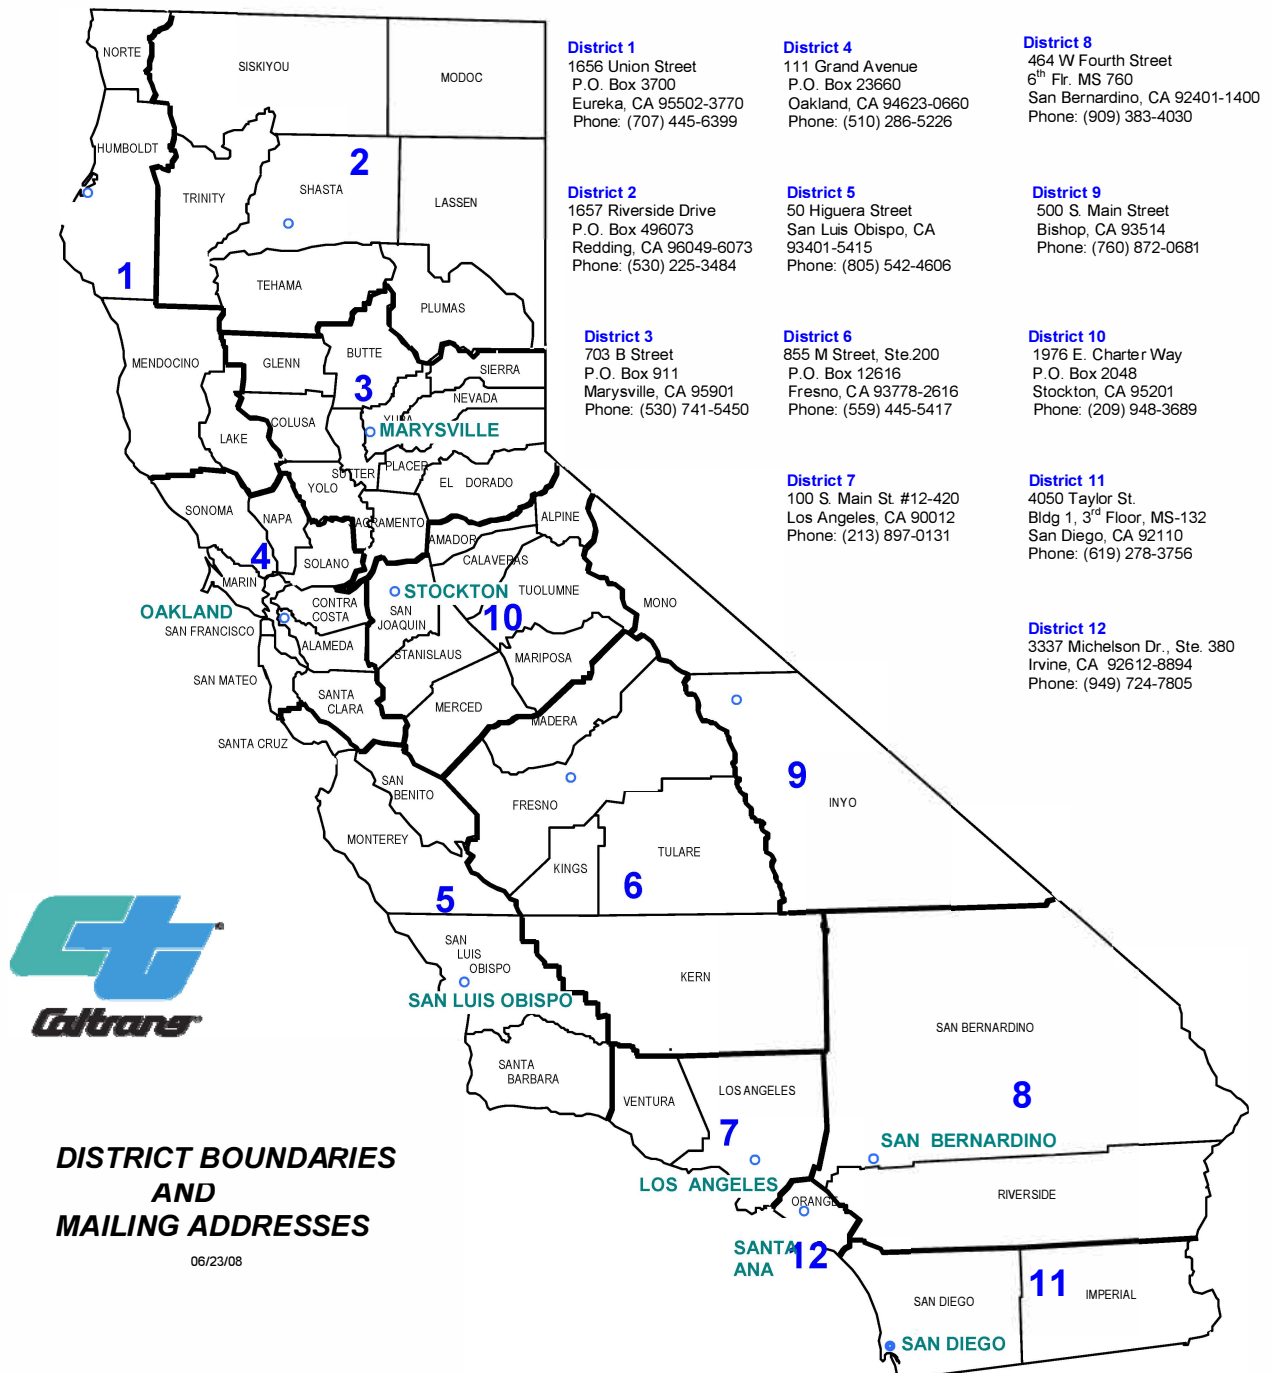 District 1
1656 Union Street
P.O. Box 3700
Eureka, CA 95502-3770
Phone: (707) 445-6399
District 4
111 Grand Avenue
P.O. Box 23660
Oakland, CA 94623-0660
Phone: (510) 286-5226
District 8
464 W Fourth Street
6th Flr. MS 760
San Bernardino, CA 92401-1400
Phone: (909) 383-4030
District 2
1657 Riverside Drive
P.O. Box 496073
Redding, CA 96049-6073
Phone: (530) 225-3484
District 5
50 Higuera Street
San Luis Obispo, CA
93401-5415
Phone: (805) 542-4606
District 9
500 S. Main Street
Bishop, CA 93514
Phone: (760) 872-0681
District 3
703 B Street
P.O. Box 911
Marysville, CA 95901
Phone: (530) 741-5450
District 6
855 M Street, Ste.200
P.O. Box 12616
Fresno, CA 93778-2616
Phone: (559) 445-5417
District 10
1976 E. Charter Way
P.O. Box 2048
Stockton, CA 95201
Phone: (209) 948-3689
District 7
100 S. Main St. #12-420
Los Angeles, CA 90012
Phone: (213) 897-0131
District 11
4050 Taylor St.
Bldg 1, 3rd Floor, MS-132
San Diego, CA 92110
Phone: (619) 278-3756
District 12
3337 Michelson Dr., Ste. 380
Irvine, CA 92612-8894
Phone: (949) 724-7805
NORTE
SISKIYOU
MODOC
HUMBOLDT
2
TRINITY
SHASTA
LASSEN
1
TEHAMA
PLUMAS
MENDOCINO
GLENN
BUTTE
SIERRA
3
NEVADA
COLUSA
YUBA
MARYSVILLE
LAKE
SUTTER
PLACER
YOLO
EL DORADO
SONOMA
NAPA
SACRAMENTO
ALPINE
AMADOR
4
SOLANO
CALAVERAS
MARIN
STOCKTON
TUOLUMNE
OAKLAND
CONTRA
COSTA
SAN
JOAQUIN
10
MONO
SAN FRANCISCO
ALAMEDA
STANISLAUS
MARIPOSA
SAN MATEO
SANTA
CLARA
MERCED
MADERA
SANTA CRUZ
SAN
BENITO
FRESNO
9
INYO
MONTEREY
KINGS
TULARE
5
6
SAN
LUIS
OBISPO
KERN
SAN LUIS OBISPO
SAN BERNARDINO
SANTA
BARBARA
VENTURA
LOS ANGELES
8
7
SAN BERNARDINO
LOS ANGELES
ORANGE
RIVERSIDE
SANTA
ANA
12
SAN DIEGO
11
IMPERIAL
SAN DIEGO
Caltrans
DISTRICT BOUNDARIES
AND
MAILING ADDRESSES
06/23/08